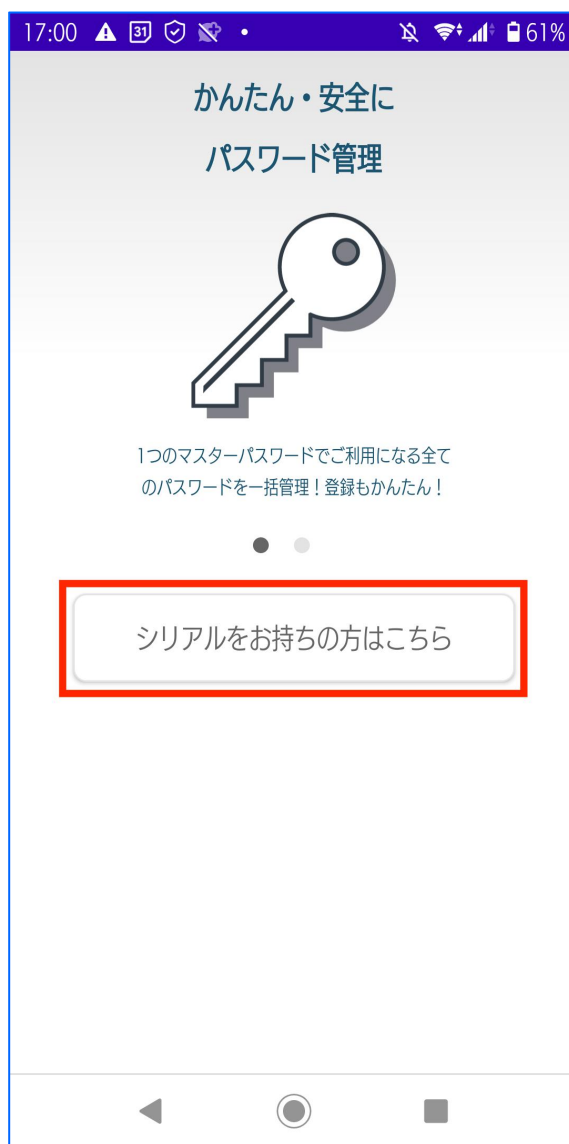 17:00 31 61%
かんたん・安全に
パスワード管理
1つのマスターパスワードでご利用になる全て
のパスワードを一括管理！登録もかんたん！
シリアルをお持ちの方はこちら